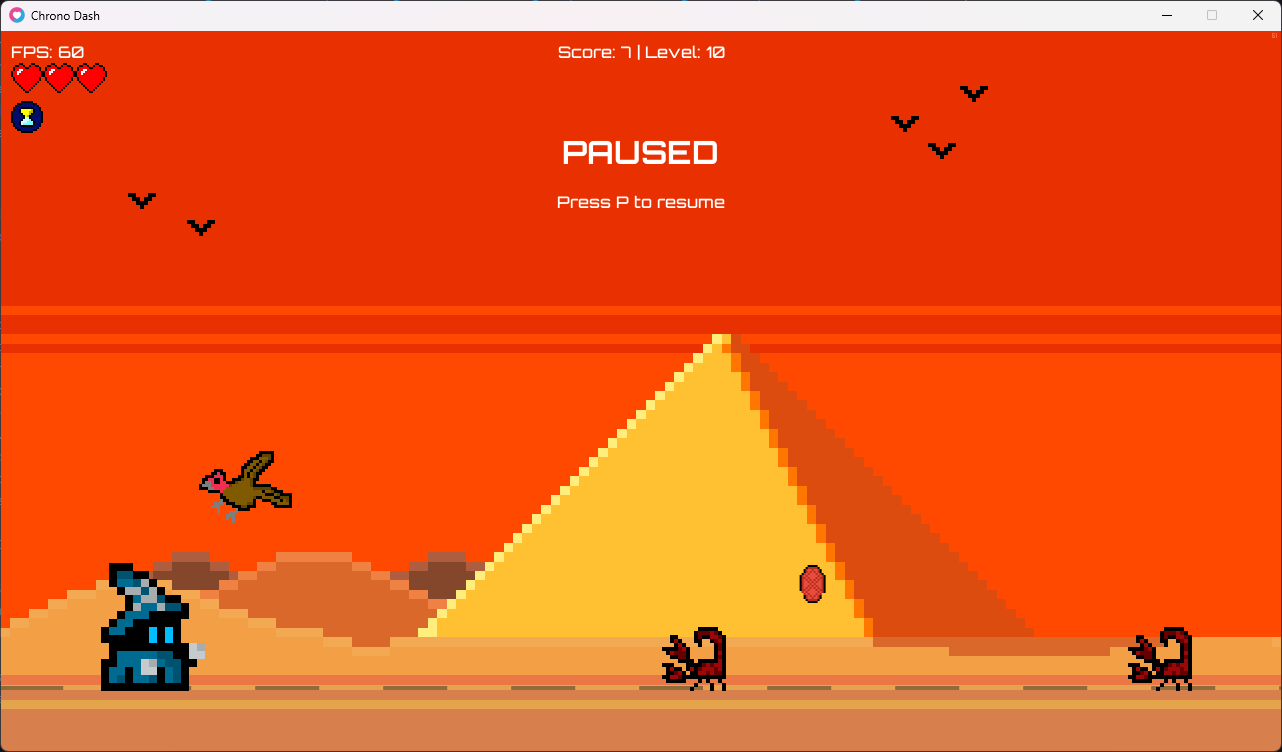 Chrono Dash
FPS: 60
Score: 7 | Level: 10
PAUSED
Press P to resume